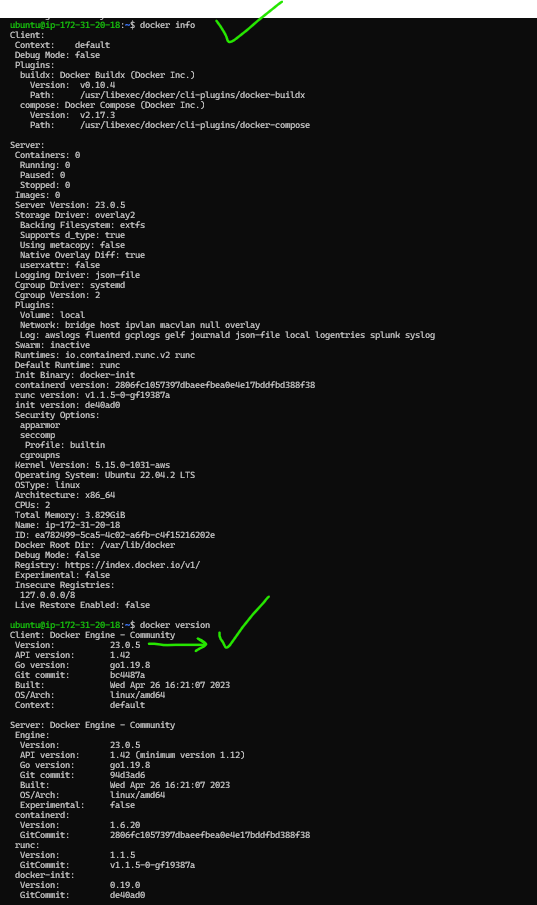 ubuntu@ip-172-31-20-18:~$ docker info
Client:
 Context:    default
 Debug Mode: false
 Plugins:
  buildx: Docker Buildx (Docker Inc.)
    Version:  v0.10.4
    Path:     /usr/libexec/docker/cli-plugins/docker-buildx
  compose: Docker Compose (Docker Inc.)
    Version:  v2.17.3
    Path:     /usr/libexec/docker/cli-plugins/docker-compose

Server:
 Containers: 0
  Running: 0
  Paused: 0
  Stopped: 0
 Images: 0
 Server Version: 23.0.5
 Storage Driver: overlay2
  Backing Filesystem: extfs
  Supports d_type: true
  Using metacopy: false
  Native Overlay Diff: true
  userxattr: false
 Logging Driver: json-file
 Cgroup Driver: systemd
 Cgroup Version: 2
 Plugins:
  Volume: local
  Network: bridge host ipvlan macvlan null overlay
  Log: awslogs fluentd gcplogs gelf journald json-file local logentries splunk syslog
 Swarm: inactive
 Runtimes: io.containerd.runc.v2 runc
 Default Runtime: runc
 Init Binary: docker-init
 containerd version: 2806fc1057397dbaeefbea0e4e17bddfbd388f38
 runc version: v1.1.5-0-gf19387a
 init version: de40ad0
 Security Options:
  apparmor
  seccomp
   Profile: builtin
  cgroupns
 Kernel Version: 5.15.0-1031-aws
 Operating System: Ubuntu 22.04.2 LTS
 OSType: linux
 Architecture: x86_64
 CPUs: 2
 Total Memory: 3.829GiB
 Name: ip-172-31-20-18
 ID: ea782499-5ca5-4c02-a6fb-c4f15216202e
 Docker Root Dir: /var/lib/docker
 Debug Mode: false
 Registry: https://index.docker.io/v1/
 Experimental: false
 Insecure Registries:
  127.0.0.0/8
 Live Restore Enabled: false

ubuntu@ip-172-31-20-18:~$ docker version
Client: Docker Engine - Community
 Version:           23.0.5
 API version:       1.42
 Go version:        go1.19.8
 Git commit:        bc4487a
 Built:             Wed Apr 26 16:21:07 2023
 OS/Arch:           linux/amd64
 Context:           default

Server: Docker Engine - Community
 Engine:
  Version:          23.0.5
  API version:      1.42 (minimum version 1.12)
  Go version:       go1.19.8
  Git commit:       94d3ad6
  Built:            Wed Apr 26 16:21:07 2023
  OS/Arch:          linux/amd64
  Experimental:     false
 containerd:
  Version:          1.6.20
  GitCommit:        2806fc1057397dbaeefbea0e4e17bddfbd388f38
 runc:
  Version:          1.1.5
  GitCommit:        v1.1.5-0-gf19387a
 docker-init:
  Version:          0.19.0
  GitCommit:        de40ad0